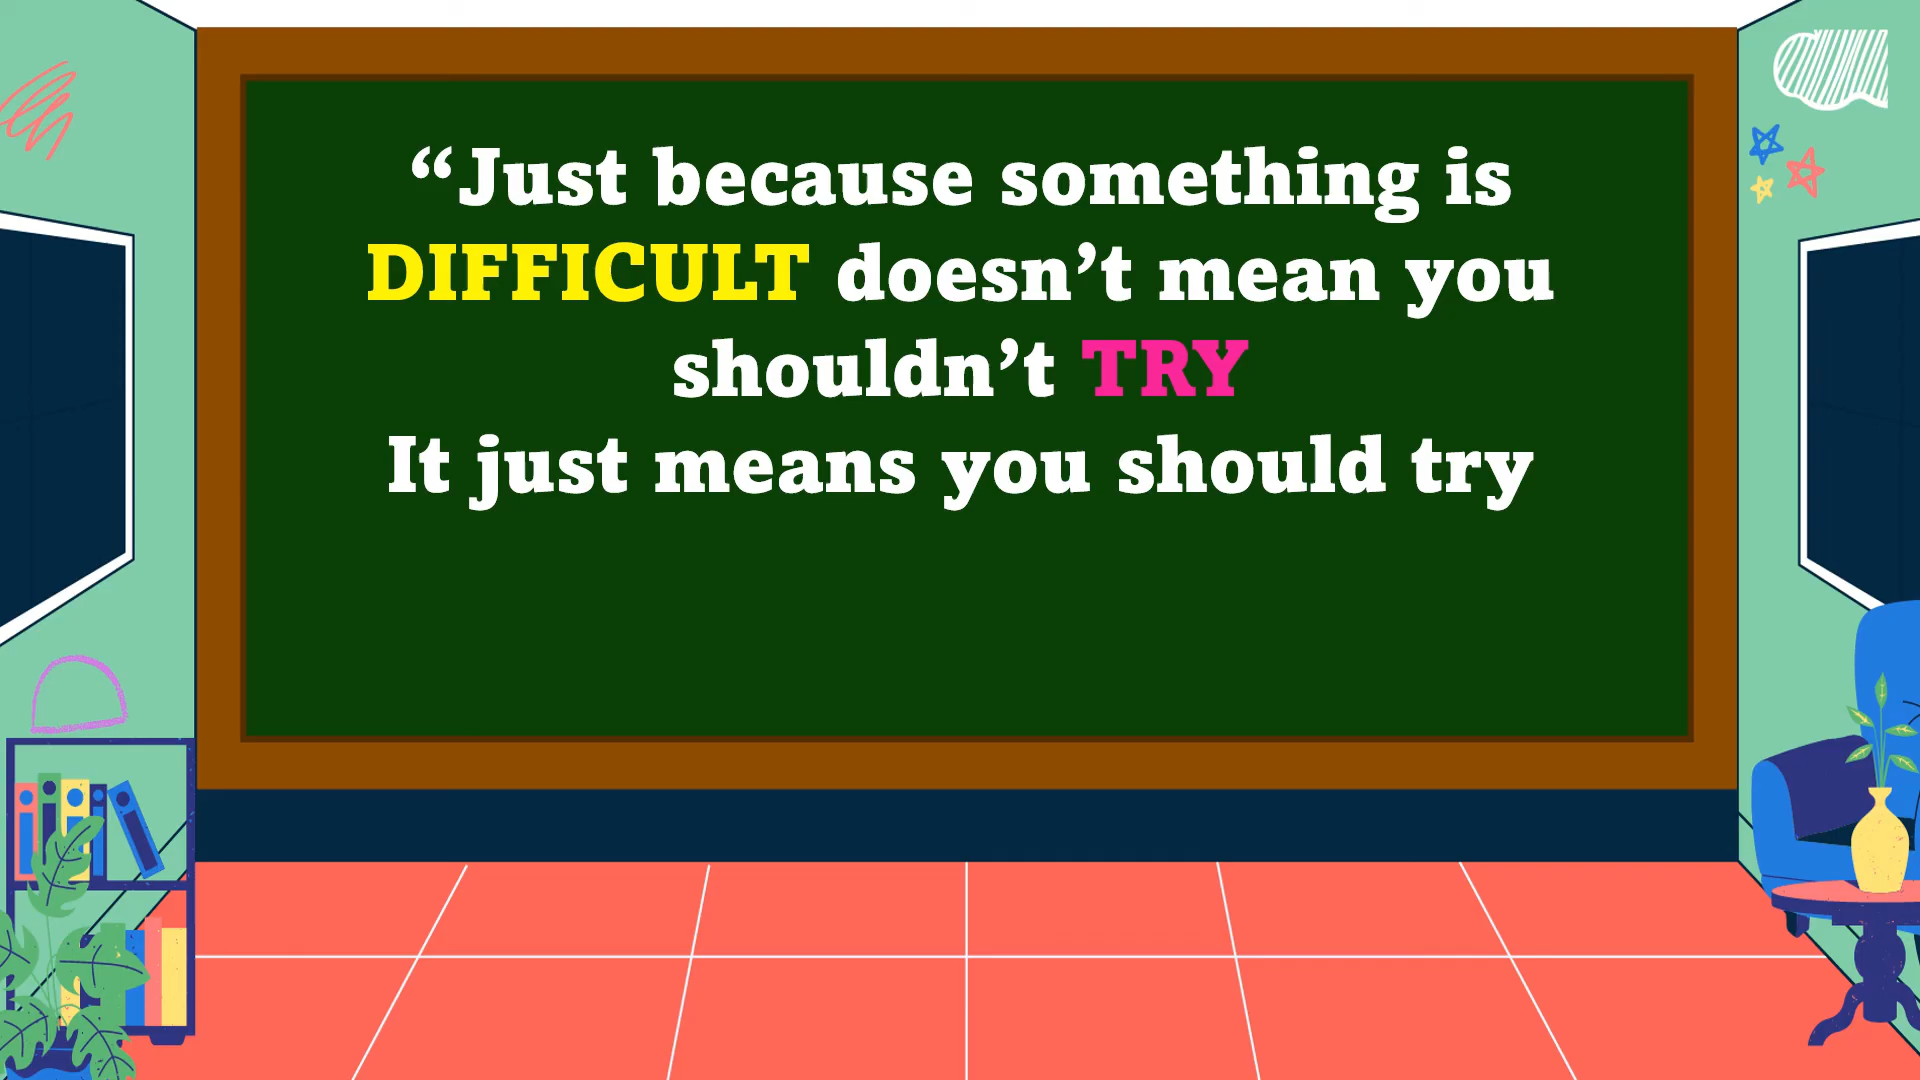 “Just because something is
DIFFICULT doesn’t mean you
shouldn’t TRY
It just means you should try